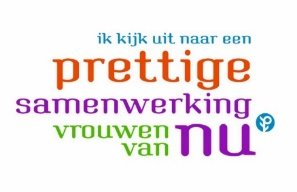 ik kijk uit naar een
prettige
samenwerking
vrouwen
van nu